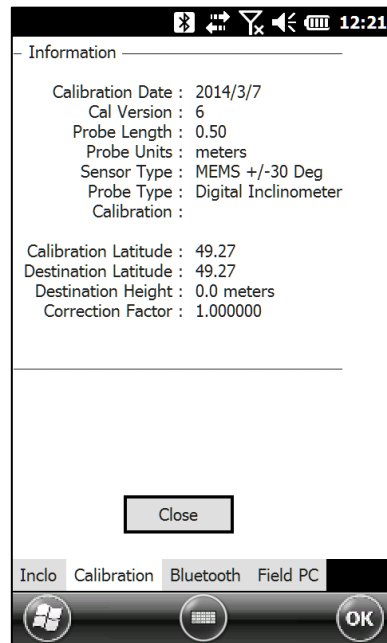 12:21
Information
Calibration Date : 2014/3/7
Cal Version : 6
Probe Length : 0.50
Probe Units : meters
Sensor Type : MEMS +/-30 Deg
Probe Type : Digital Inclinometer
Calibration :
Calibration Latitude : 49.27
Destination Latitude : 49.27
Destination Height : 0.0 meters
Correction Factor : 1.000000
Close
Inclo Calibration Bluetooth Field PC
OK